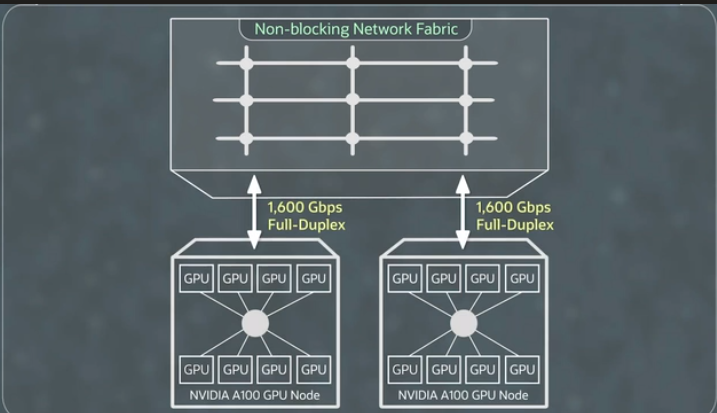 Non-blocking Network Fabric
1,600 Gbps
Full-Duplex
1,600 Gbps
Full-Duplex
GPU GPU GPU GPU
GPU GPU GPU GPU
GPU GPU GPU GPU
GPU GPU GPU GPU
NVIDIA A100 GPU Node
NVIDIA A100 GPU Node